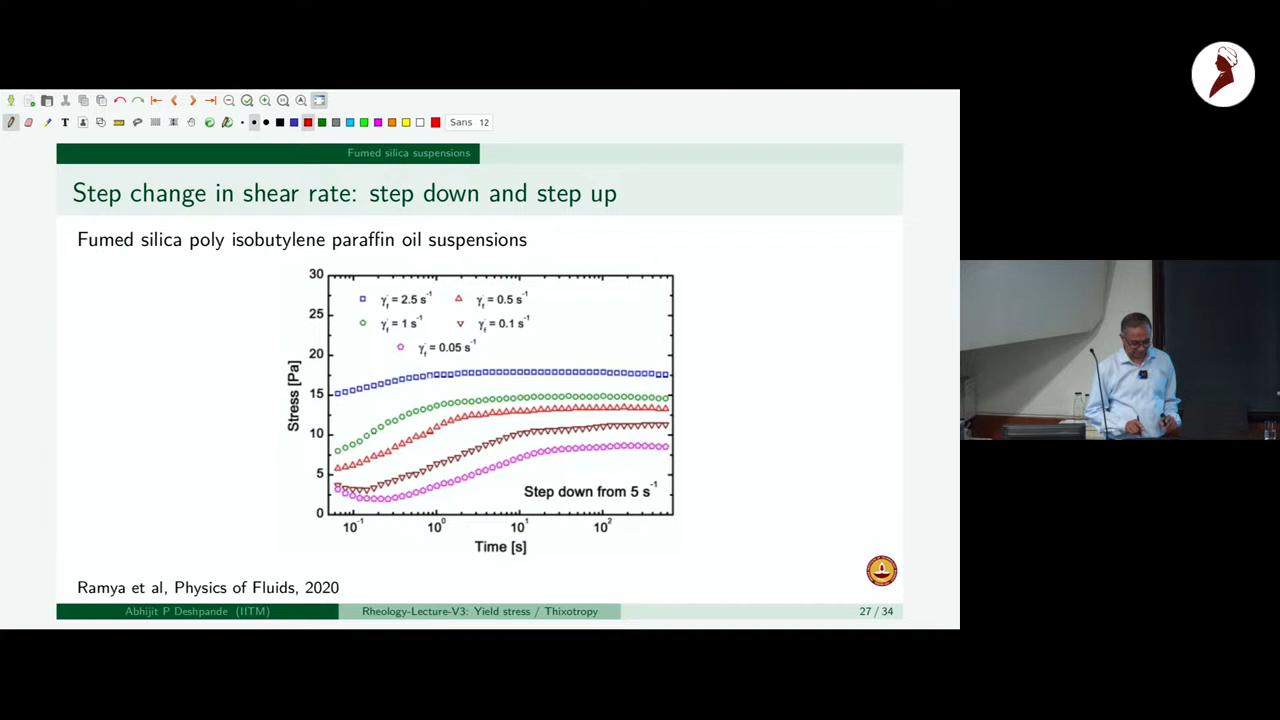 Sans 12
Fumed silica suspensions
Step change in shear rate: step down and step up
Fumed silica poly isobutylene paraffin oil suspensions
30
25
20
15
10
5
0
Stress [Pa]
γ̇f = 2.5 s⁻¹
γ̇f = 0.5 s⁻¹
γ̇f = 1 s⁻¹
γ̇f = 0.1 s⁻¹
γ̇f = 0.05 s⁻¹
Step down from 5 s⁻¹
10⁻¹ 10⁰ 10¹ 10²
Time [s]
Ramya et al, Physics of Fluids, 2020
Abhijit P Deshpande (IITM) Rheology-Lecture-V3: Yield stress / Thixotropy 27 / 34